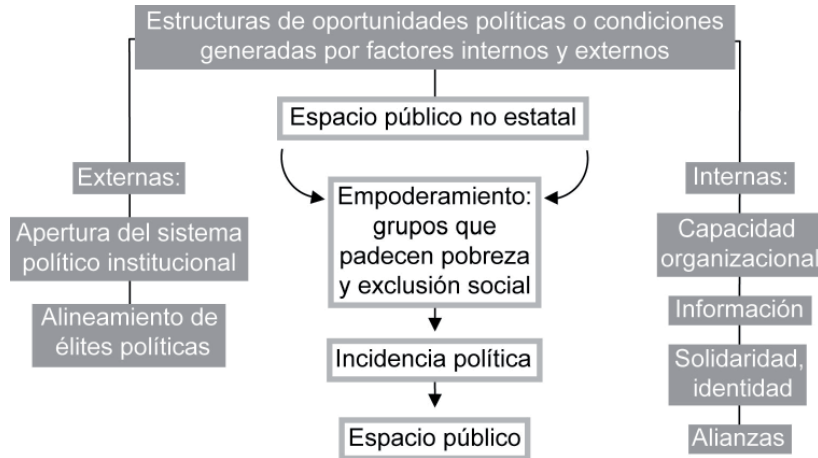 Estructuras de oportunidades políticas o condiciones
generadas por factores internos y externos
Espacio público no estatal
Externas:
Apertura del sistema
político institucional
Alineamiento de
élites políticas
Empoderamiento:
grupos que
padecen pobreza
y exclusión social
Incidencia política
Espacio público
Internas:
Capacidad
organizacional
Información
Solidaridad,
identidad
Alianzas